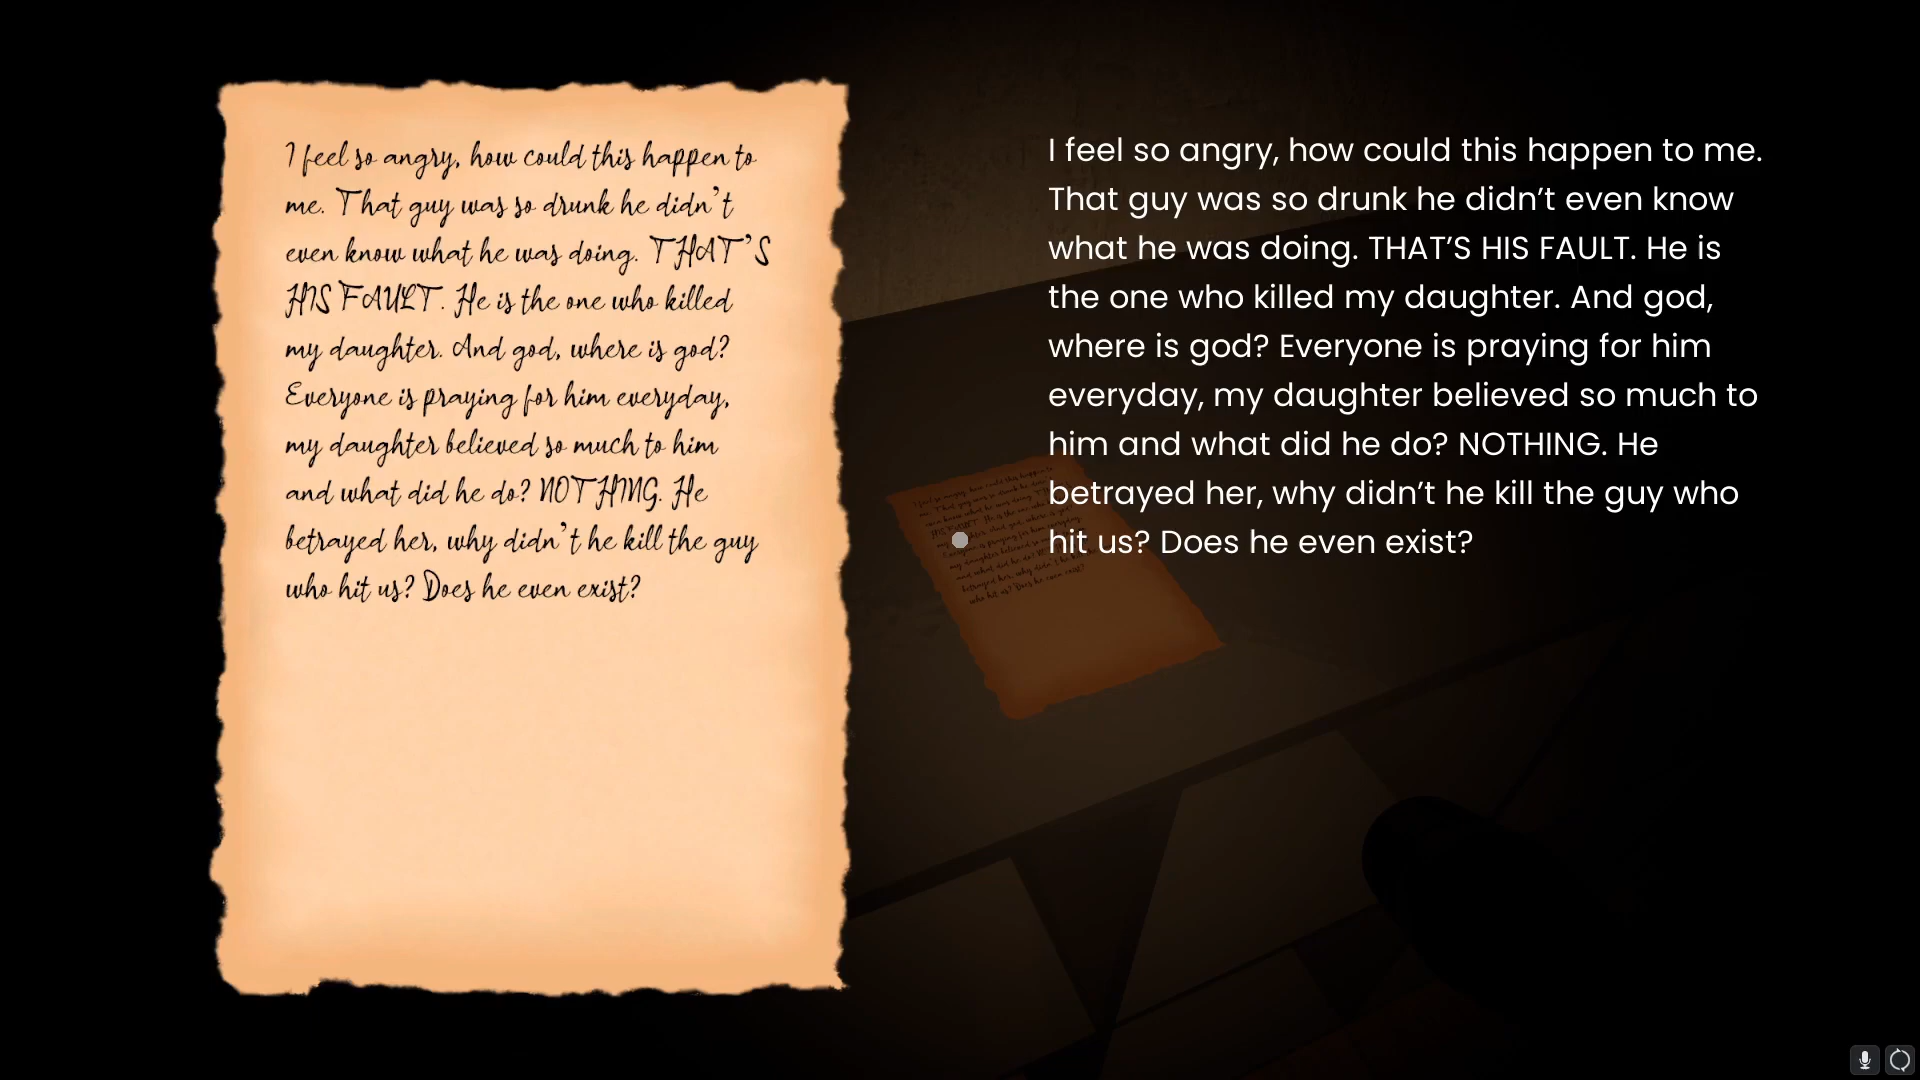 I feel so angry, how could this happen to
me. That guy was so drunk he didn't
even know what he was doing. THAT'S
HIS FAULT. He is the one who killed
my daughter. And god, where is god?
Everyone is praying for him everyday,
my daughter believed so much to him
and what did he do? NOTHING. He
betrayed her, why didn't he kill the guy
who hit us? Does he even exist?
I feel so angry, how could this happen to me.
That guy was so drunk he didn’t even know
what he was doing. THAT’S HIS FAULT. He is
the one who killed my daughter. And god,
where is god? Everyone is praying for him
everyday, my daughter believed so much to
him and what did he do? NOTHING. He
betrayed her, why didn’t he kill the guy who
hit us? Does he even exist?